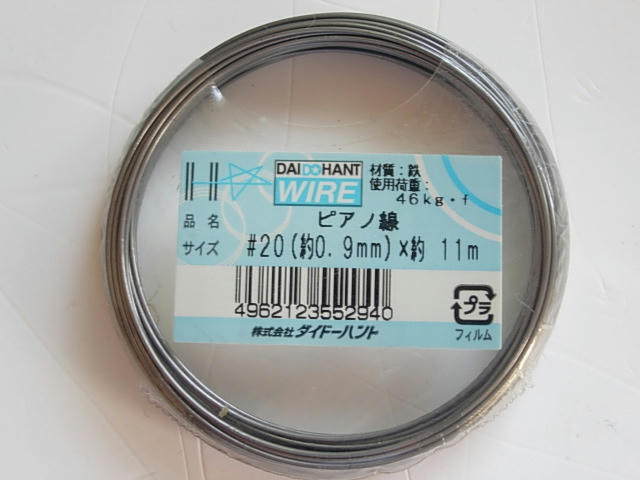 DAIDOHANT
WIRE
材質:鉄
使用荷重:
46kg・f
品名 ピアノ線
サイズ #20(約0.9mm)×約 11m
4962123552940
プラ
株式会社 ダイドーハント
フィルム